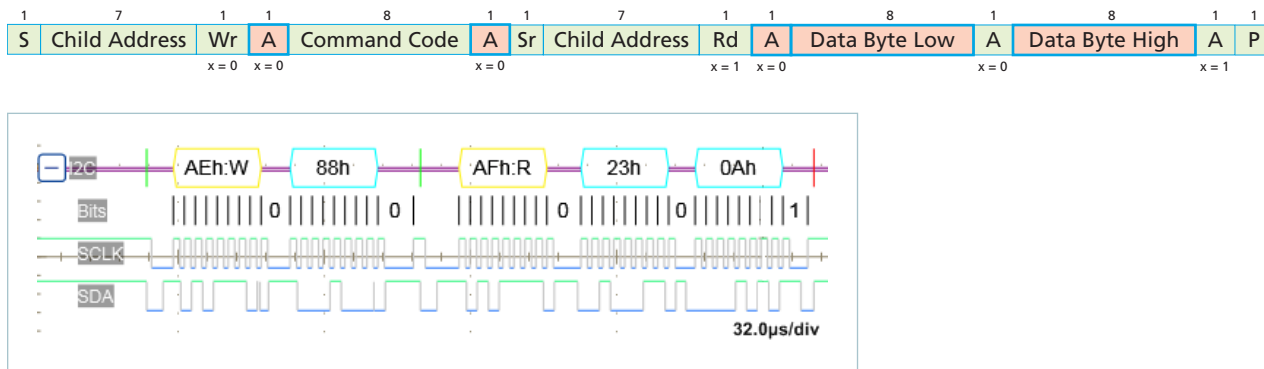 1 7 1 1 8 1 1 7 1 1 8 1 8 1 1
S Child Address Wr A Command Code A Sr Child Address Rd A Data Byte Low A Data Byte High A P
x = 0 x = 0 x = 0 x = 1 x = 0 x = 0 x = 1
I2C AEh:W 88h AFh:R 23h 0Ah
Bits 0 0 0 0 1
SCLK
SDA
32.0µs/div